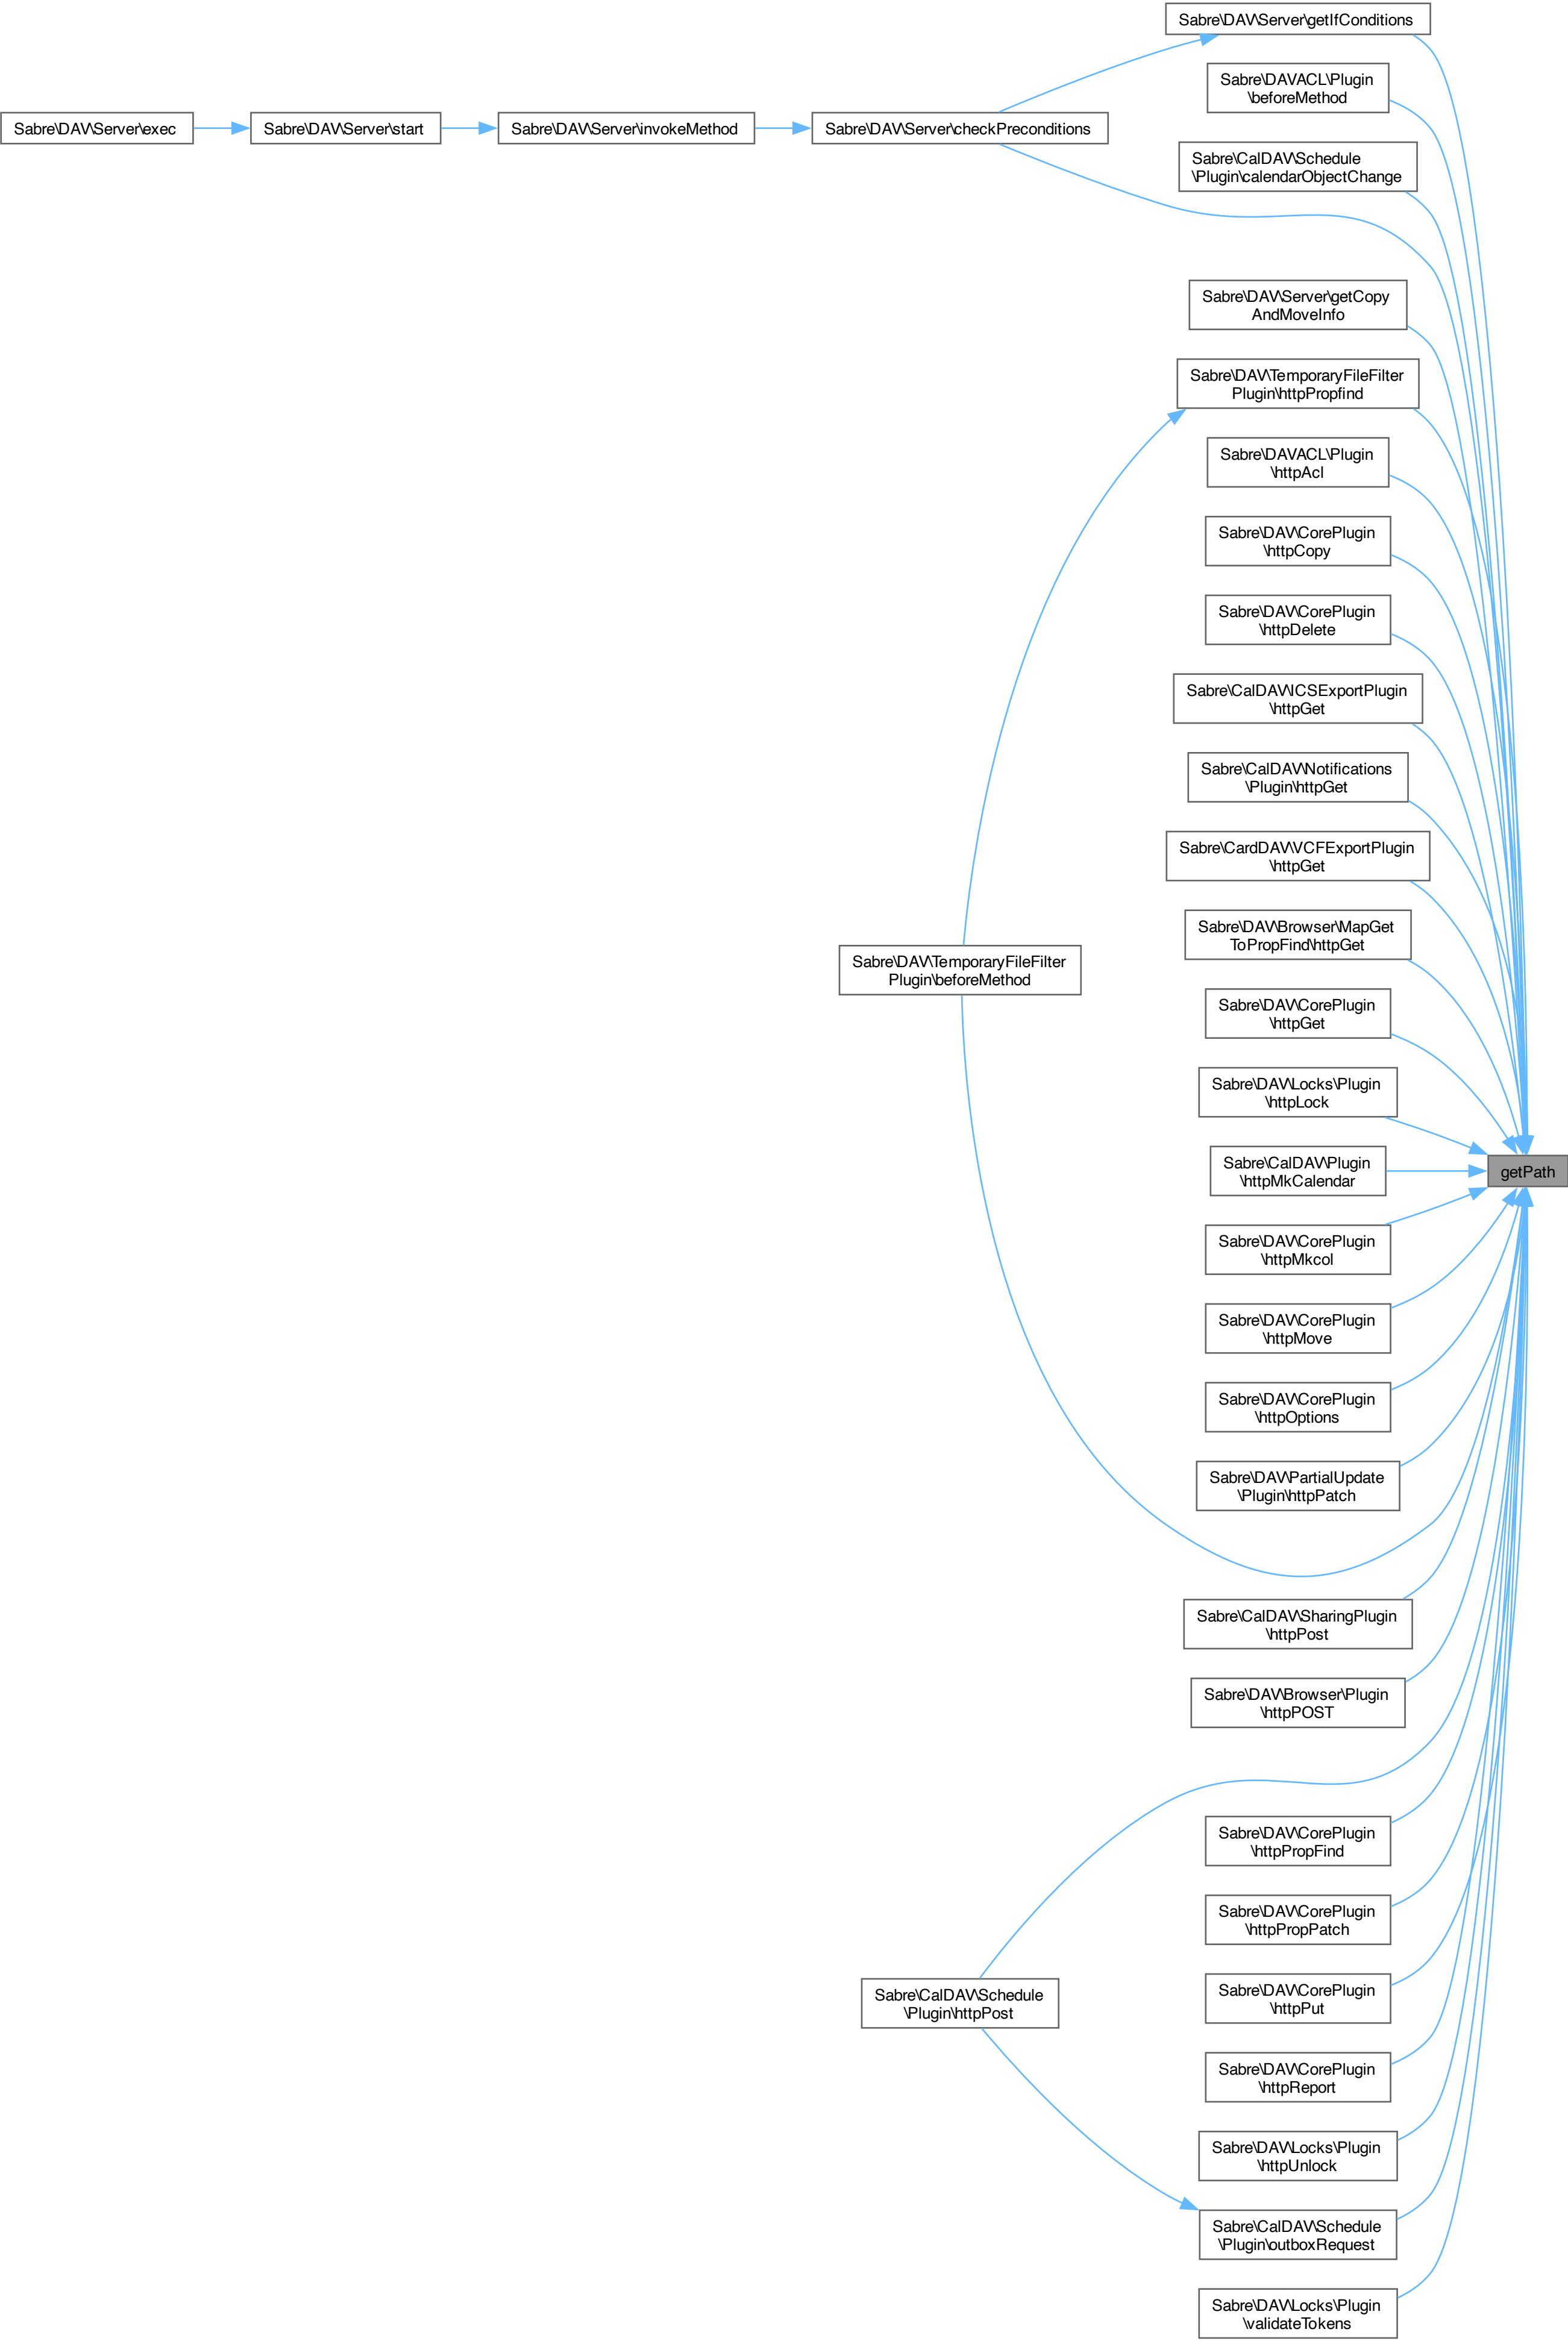 Sabre\DAV\Server\getIfConditions
Sabre\DAVACL\Plugin
\beforeMethod
Sabre\DAV\Server\exec
Sabre\DAV\Server\start
Sabre\DAV\Server\invokeMethod
Sabre\DAV\Server\checkPreconditions
Sabre\CalDAV\Schedule
\Plugin\calendarObjectChange
Sabre\DAV\Server\getCopy
AndMoveInfo
Sabre\DAV\TemporaryFileFilter
Plugin\httpPropfind
Sabre\DAVACL\Plugin
\httpAcl
Sabre\DAV\CorePlugin
\httpCopy
Sabre\DAV\CorePlugin
\httpDelete
Sabre\CalDAV\ICSExportPlugin
\httpGet
Sabre\CalDAV\Notifications
\Plugin\httpGet
Sabre\CardDAV\VCFExportPlugin
\httpGet
Sabre\DAV\Browser\MapGet
ToPropFind\httpGet
Sabre\DAV\TemporaryFileFilter
Plugin\beforeMethod
Sabre\DAV\CorePlugin
\httpGet
Sabre\DAV\Locks\Plugin
\httpLock
Sabre\CalDAV\Plugin
\httpMkCalendar
getPath
Sabre\DAV\CorePlugin
\httpMkcol
Sabre\DAV\CorePlugin
\httpMove
Sabre\DAV\CorePlugin
\httpOptions
Sabre\DAV\PartialUpdate
\Plugin\httpPatch
Sabre\CalDAV\SharingPlugin
\httpPost
Sabre\DAV\Browser\Plugin
\httpPOST
Sabre\DAV\CorePlugin
\httpPropFind
Sabre\DAV\CorePlugin
\httpPropPatch
Sabre\CalDAV\Schedule
\Plugin\httpPost
Sabre\DAV\CorePlugin
\httpPut
Sabre\DAV\CorePlugin
\httpReport
Sabre\DAV\Locks\Plugin
\httpUnlock
Sabre\CalDAV\Schedule
\Plugin\outboxRequest
Sabre\DAV\Locks\Plugin
\validateTokens